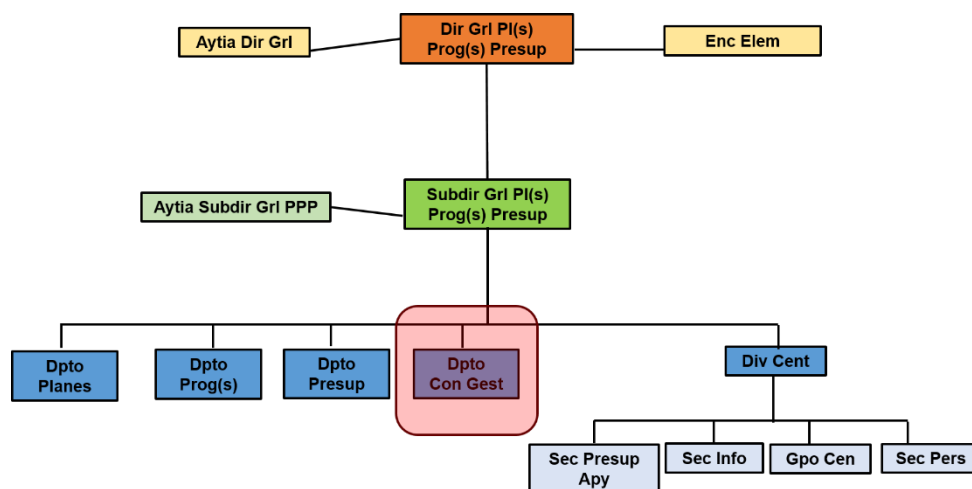 Aytia Dir Grl
Dir Grl Pl(s)
Prog(s) Presup
Enc Elem
Aytia Subdir Grl PPP
Subdir Grl Pl(s)
Prog(s) Presup
Dpto
Planes
Dpto
Prog(s)
Dpto
Presup
Dpto
Con Gest
Div Cent
Sec Presup
Apy
Sec Info
Gpo Cen
Sec Pers